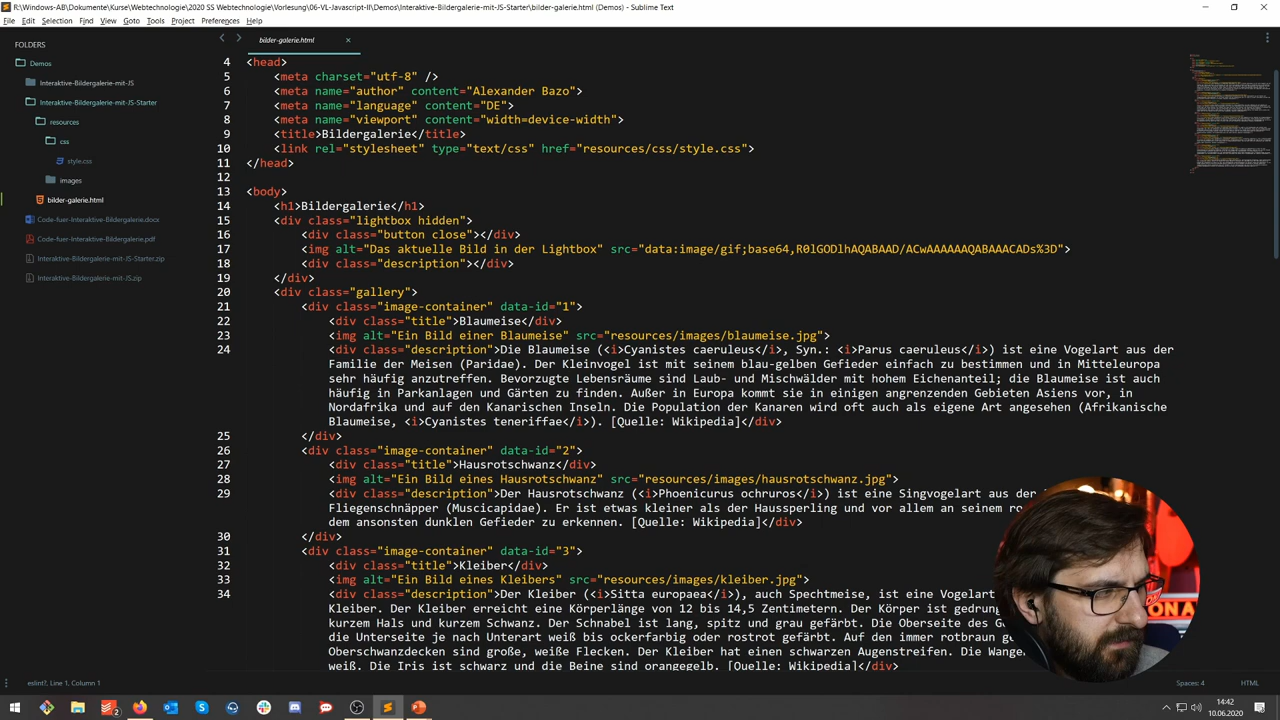 R:\Windows-AB\Dokumente\Kurse\Webtechnologie\2020 SS Webtechnologie\Vorlesung\06-VL-Javascript-II\Demos\Interaktive-Bildergalerie-mit-JS-Starter\bilder-galerie.html (Demos) - Sublime Text
File Edit Selection Find View Goto Tools Project Preferences Help
FOLDERS
Demos
Interaktive-Bildergalerie-mit-JS
Interaktive-Bildergalerie-mit-JS-Starter
resources
css
style.css
images
bilder-galerie.html
Code-fuer-Interaktive-Bildergalerie.docx
Code-fuer-Interaktive-Bildergalerie.pdf
Interaktive-Bildergalerie-mit-JS-Starter.zip
Interaktive-Bildergalerie-mit-JS.zip
bilder-galerie.html ×
4 <head>
5 <meta charset="utf-8" />
6 <meta name="author" content="Alexander Bazo">
7 <meta name="language" content="DE">
8 <meta name="viewport" content="width=device-width">
9 <title>Bildergalerie</title>
10 <link rel="stylesheet" type="text/css" href="resources/css/style.css">
11 </head>
12
13 <body>
14 <h1>Bildergalerie</h1>
15 <div class="lightbox hidden">
16 <div class="button close"></div>
17 <img alt="Das aktuelle Bild in der Lightbox" src="data:image/gif;base64,R0lGODlhAQABAAD/ACwAAAAAAQABAAACADs%3D">
18 <div class="description"></div>
19 </div>
20 <div class="gallery">
21 <div class="image-container" data-id="1">
22 <div class="title">Blaumeise</div>
23 <img alt="Ein Bild einer Blaumeise" src="resources/images/blaumeise.jpg">
24 <div class="description">Die Blaumeise (<i>Cyanistes caeruleus</i>, Syn.: <i>Parus caeruleus</i>) ist eine Vogelart aus der
Familie der Meisen (Paridae). Der Kleinvogel ist mit seinem blau-gelben Gefieder einfach zu bestimmen und in Mitteleuropa
sehr häufig anzutreffen. Bevorzugte Lebensräume sind Laub- und Mischwälder mit hohem Eichenanteil; die Blaumeise ist auch
häufig in Parkanlagen und Gärten zu finden. Außer in Europa kommt sie in einigen angrenzenden Gebieten Asiens vor, in
Nordafrika und auf den Kanarischen Inseln. Die Population der Kanaren wird oft auch als eigene Art angesehen (Afrikanische
Blaumeise, <i>Cyanistes teneriffae</i>). [Quelle: Wikipedia]</div>
25 </div>
26 <div class="image-container" data-id="2">
27 <div class="title">Hausrotschwanz</div>
28 <img alt="Ein Bild eines Hausrotschwanz" src="resources/images/hausrotschwanz.jpg">
29 <div class="description">Der Hausrotschwanz (<i>Phoenicurus ochruros</i>) ist eine Singvogelart aus der
Fliegenschnäpper (Muscicapidae). Er ist etwas kleiner als der Haussperling und vor allem an seinem
dem ansonsten dunklen Gefieder zu erkennen. [Quelle: Wikipedia]</div>
30 </div>
31 <div class="image-container" data-id="3">
32 <div class="title">Kleiber</div>
33 <img alt="Ein Bild eines Kleibers" src="resources/images/kleiber.jpg">
34 <div class="description">Der Kleiber (<i>Sitta europaea</i>), auch Spechtmeise, ist eine Vogelart
Kleiber. Der Kleiber erreicht eine Körperlänge von 12 bis 14,5 Zentimetern. Der Körper ist
kurzem Hals und kurzem Schwanz. Der Schnabel ist lang, spitz und grau gefärbt. Die Oberseite des
die Unterseite je nach Unterart weiß bis ockerfarbig oder rostrot gefärbt. Auf den immer rotbraun
Oberschwanzdecken sind große, weiße Flecken. Der Kleiber hat einen schwarzen Augenstreifen. Die
weiß. Die Iris ist schwarz und die Beine sind orangegelb. [Quelle: Wikipedia]</div>
eslint?, Line 1, Column 1
Spaces: 4 HTML
14:42
10.06.2020